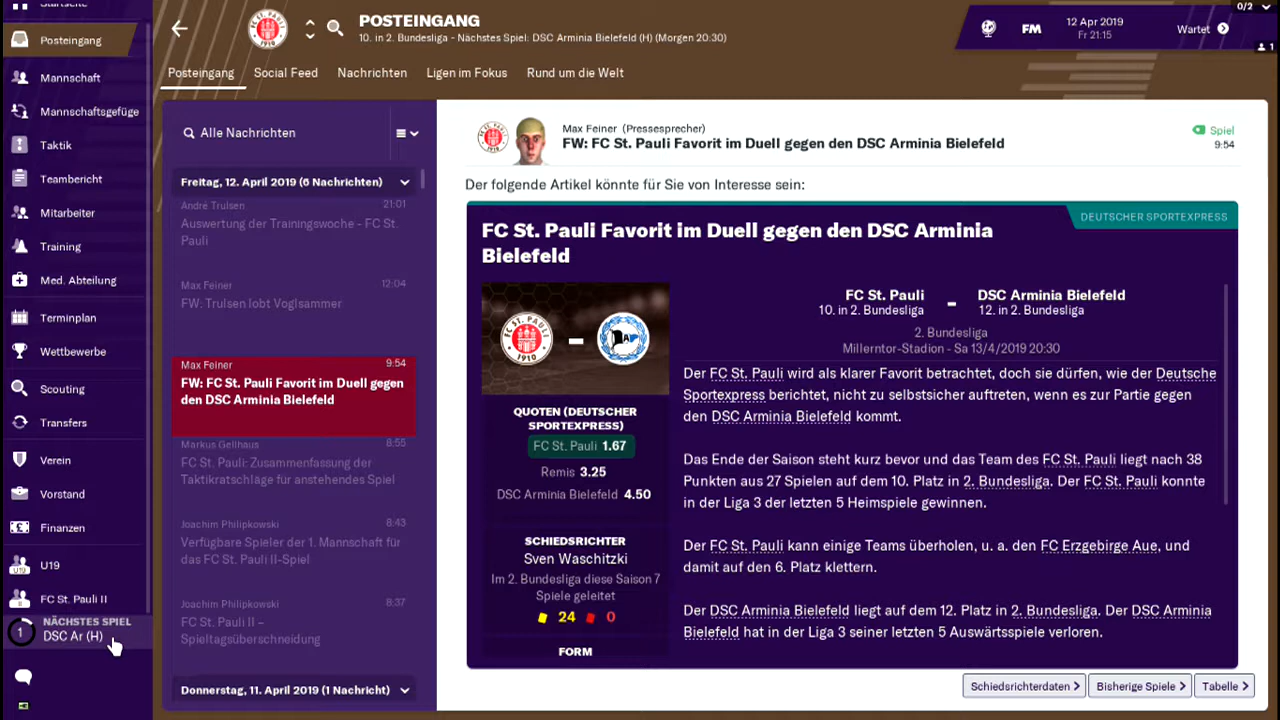 Startseite
Posteingang
Mannschaft
Mannschaftsgefüge
Taktik
Teambericht
Mitarbeiter
Training
Med. Abteilung
Terminplan
Wettbewerbe
Scouting
Transfers
Verein
Vorstand
Finanzen
U19
U19
FC St. Pauli II
1
NÄCHSTES SPIEL
DSC Ar (H)
POSTEINGANG
10. in 2. Bundesliga - Nächstes Spiel: DSC Arminia Bielefeld (H) (Morgen 20:30)
FM
12 Apr 2019
Fr 21:15
0/2
Wartet
1
Posteingang
Social Feed
Nachrichten
Ligen im Fokus
Rund um die Welt
Alle Nachrichten
Freitag, 12. April 2019 (6 Nachrichten)
André Trulsen 21:01
Auswertung der Trainingswoche - FC St.
Pauli
Max Feiner 12:04
FW: Trulsen lobt Voglsammer
Max Feiner 9:54
FW: FC St. Pauli Favorit im Duell gegen
den DSC Arminia Bielefeld
Markus Gellhaus 8:55
FC St. Pauli: Zusammenfassung der
Taktikratschläge für anstehendes Spiel
Joachim Philipkowski 8:43
Verfügbare Spieler der 1. Mannschaft für
das FC St. Pauli II-Spiel
Joachim Philipkowski 8:37
FC St. Pauli II –
Spieltagsüberschneidung
Donnerstag, 11. April 2019 (1 Nachricht)
Max Feiner (Pressesprecher)
FW: FC St. Pauli Favorit im Duell gegen den DSC Arminia Bielefeld
Spiel
9:54
Der folgende Artikel könnte für Sie von Interesse sein:
DEUTSCHER SPORTEXPRESS
FC St. Pauli Favorit im Duell gegen den DSC Arminia
Bielefeld
FC ST. PAULI
1910
QUOTEN (DEUTSCHER
SPORTEXPRESS)
FC St. Pauli 1.67
Remis 3.25
DSC Arminia Bielefeld 4.50
SCHIEDSRICHTER
Sven Waschitzki
Im 2. Bundesliga diese Saison 7
Spiele geleitet
24 0
FORM
FC St. Pauli - DSC Arminia Bielefeld
10. in 2. Bundesliga 12. in 2. Bundesliga
2. Bundesliga
Millerntor-Stadion - Sa 13/4/2019 20:30
Der FC St. Pauli wird als klarer Favorit betrachtet, doch sie dürfen, wie der Deutsche
Sportexpress berichtet, nicht zu selbstsicher auftreten, wenn es zur Partie gegen
den DSC Arminia Bielefeld kommt.
Das Ende der Saison steht kurz bevor und das Team des FC St. Pauli liegt nach 38
Punkten aus 27 Spielen auf dem 10. Platz in 2. Bundesliga. Der FC St. Pauli konnte
in der Liga 3 der letzten 5 Heimspiele gewinnen.
Der FC St. Pauli kann einige Teams überholen, u. a. den FC Erzgebirge Aue, und
damit auf den 6. Platz klettern.
Der DSC Arminia Bielefeld liegt auf dem 12. Platz in 2. Bundesliga. Der DSC Arminia
Bielefeld hat in der Liga 3 seiner letzten 5 Auswärtsspiele verloren.
Schiedsrichterdaten
Bisherige Spiele
Tabelle